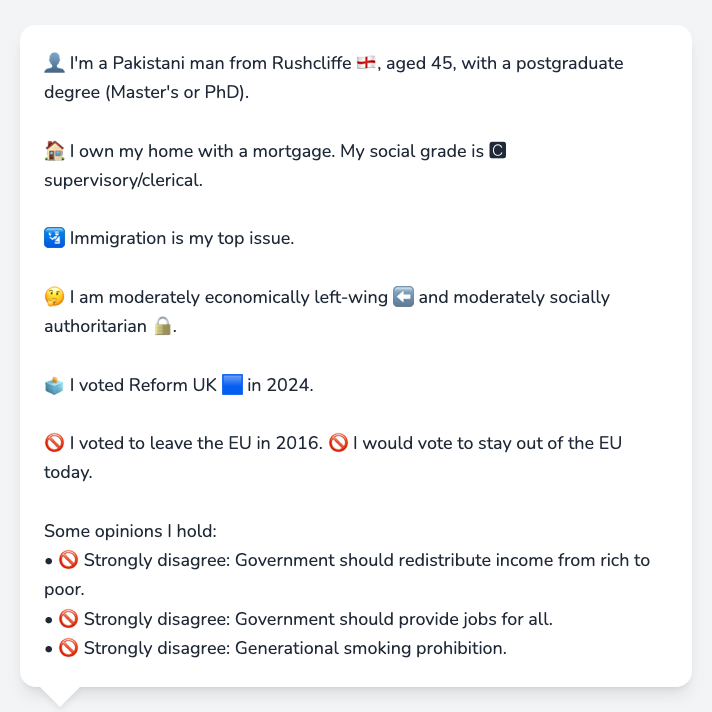 👤 I'm a Pakistani man from Rushcliffe 🏴󠁧󠁢󠁥󠁮󠁧󠁿, aged 45, with a postgraduate
degree (Master's or PhD).
🏠 I own my home with a mortgage. My social grade is 🅲
supervisory/clerical.
🛂 Immigration is my top issue.
🤔 I am moderately economically left-wing ⬅️ and moderately socially
authoritarian 🔒.
🗳️ I voted Reform UK 🟦 in 2024.
🚫 I voted to leave the EU in 2016. 🚫 I would vote to stay out of the EU
today.
Some opinions I hold:
• 🚫 Strongly disagree: Government should redistribute income from rich to
poor.
• 🚫 Strongly disagree: Government should provide jobs for all.
• 🚫 Strongly disagree: Generational smoking prohibition.